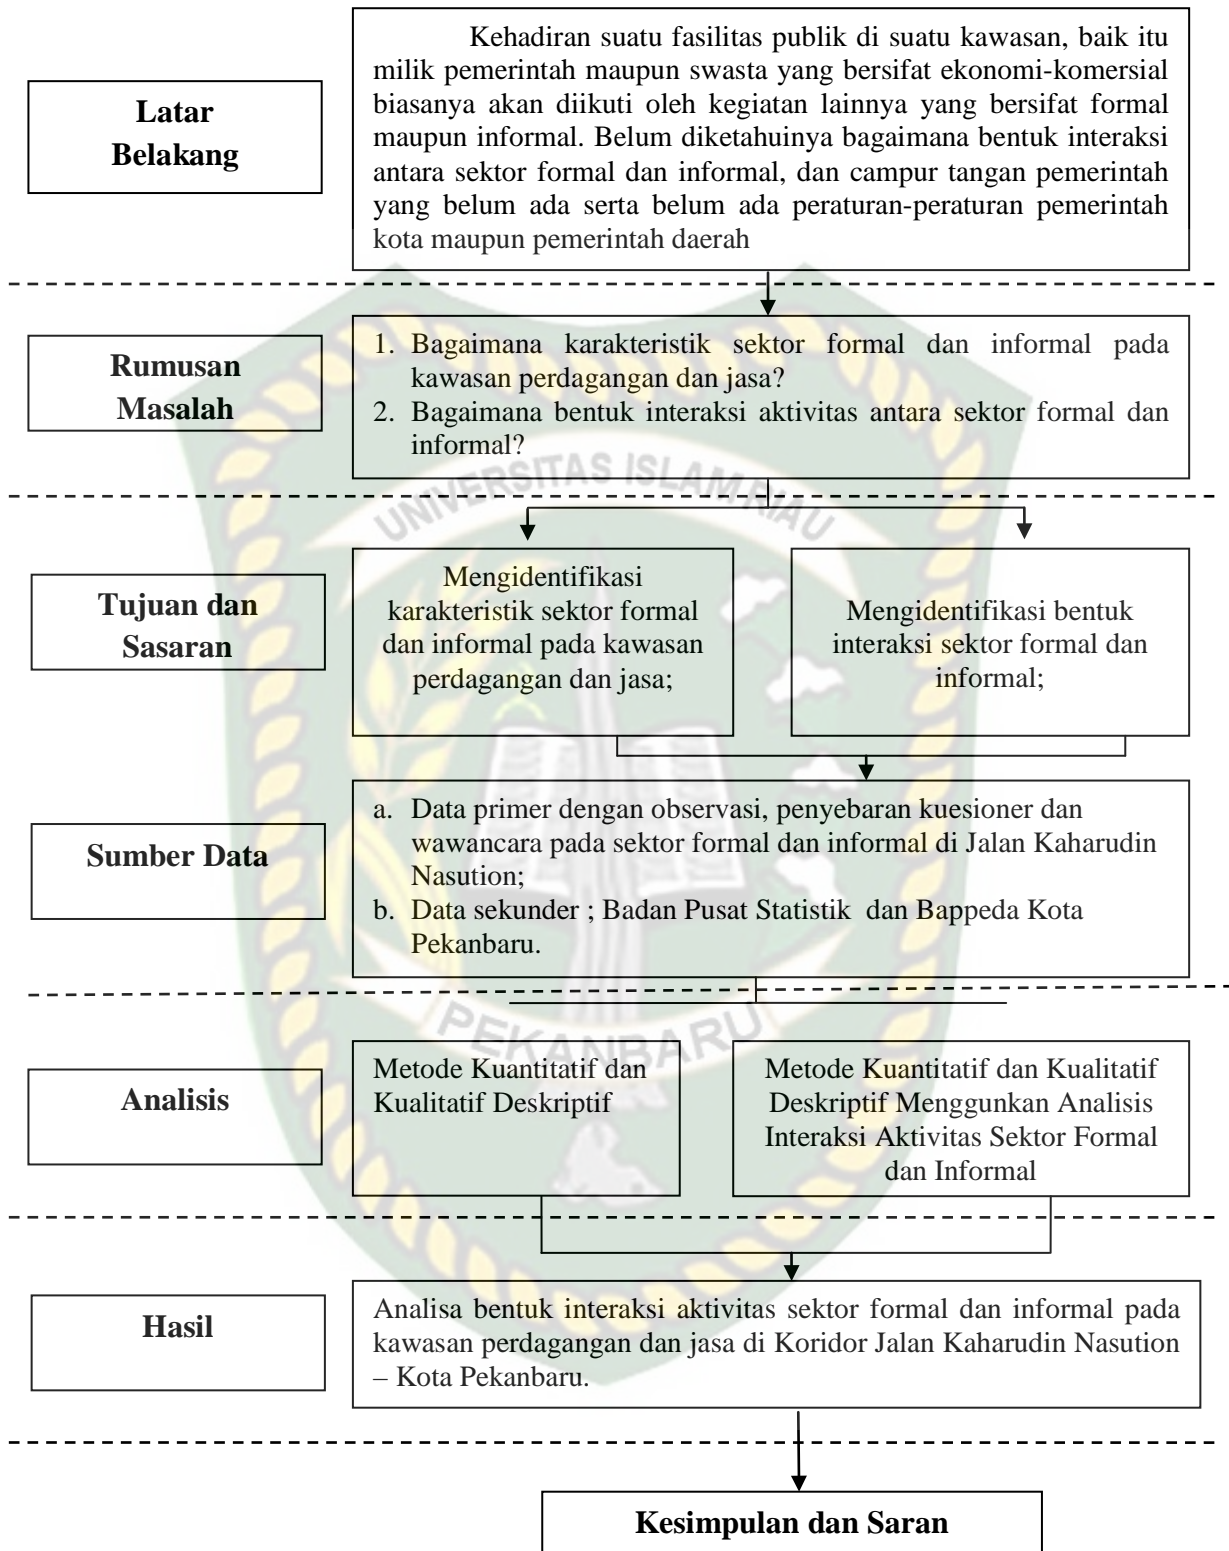 Latar
Belakang
Kehadiran suatu fasilitas publik di suatu kawasan, baik itu
milik pemerintah maupun swasta yang bersifat ekonomi-komersial
biasanya akan diikuti oleh kegiatan lainnya yang bersifat formal
maupun informal. Belum diketahuinya bagaimana bentuk interaksi
antara sektor formal dan informal, dan campur tangan pemerintah
yang belum ada serta belum ada peraturan-peraturan pemerintah
kota maupun pemerintah daerah
Rumusan
Masalah
1. Bagaimana karakteristik sektor formal dan informal pada
kawasan perdagangan dan jasa?
2. Bagaimana bentuk interaksi aktivitas antara sektor formal dan
informal?
UNIVERSITAS ISLAM RIAU
Tujuan dan
Sasaran
Mengidentifikasi
karakteristik sektor formal
dan informal pada kawasan
perdagangan dan jasa;
Mengidentifikasi bentuk
interaksi sektor formal dan
informal;
Sumber Data
a. Data primer dengan observasi, penyebaran kuesioner dan
wawancara pada sektor formal dan informal di Jalan Kaharudin
Nasution;
b. Data sekunder ; Badan Pusat Statistik dan Bappeda Kota
Pekanbaru.
PEKANBARU
Analisis
Metode Kuantitatif dan
Kualitatif Deskriptif
Metode Kuantitatif dan Kualitatif
Deskriptif Menggunkan Analisis
Interaksi Aktivitas Sektor Formal
dan Informal
Hasil
Analisa bentuk interaksi aktivitas sektor formal dan informal pada
kawasan perdagangan dan jasa di Koridor Jalan Kaharudin Nasution
– Kota Pekanbaru.
Kesimpulan dan Saran